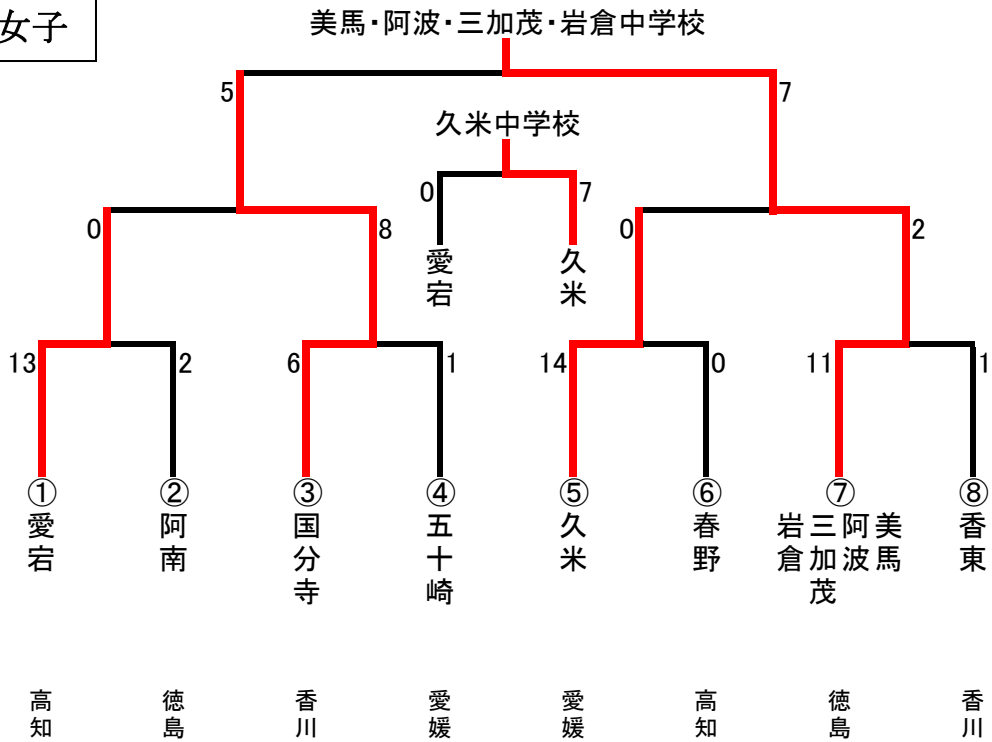 女子
美馬・阿波・三加茂・岩倉中学校
5
7
久米中学校
0
7
0
8
愛宕
久米
0
2
13
2
6
1
14
0
11
1
①
愛宕
②
阿南
③
国分寺
④
五十崎
⑤
久米
⑥
春野
⑦
美馬
阿波
三加茂
岩倉
⑧
香東
高知
徳島
香川
愛媛
愛媛
高知
徳島
香川